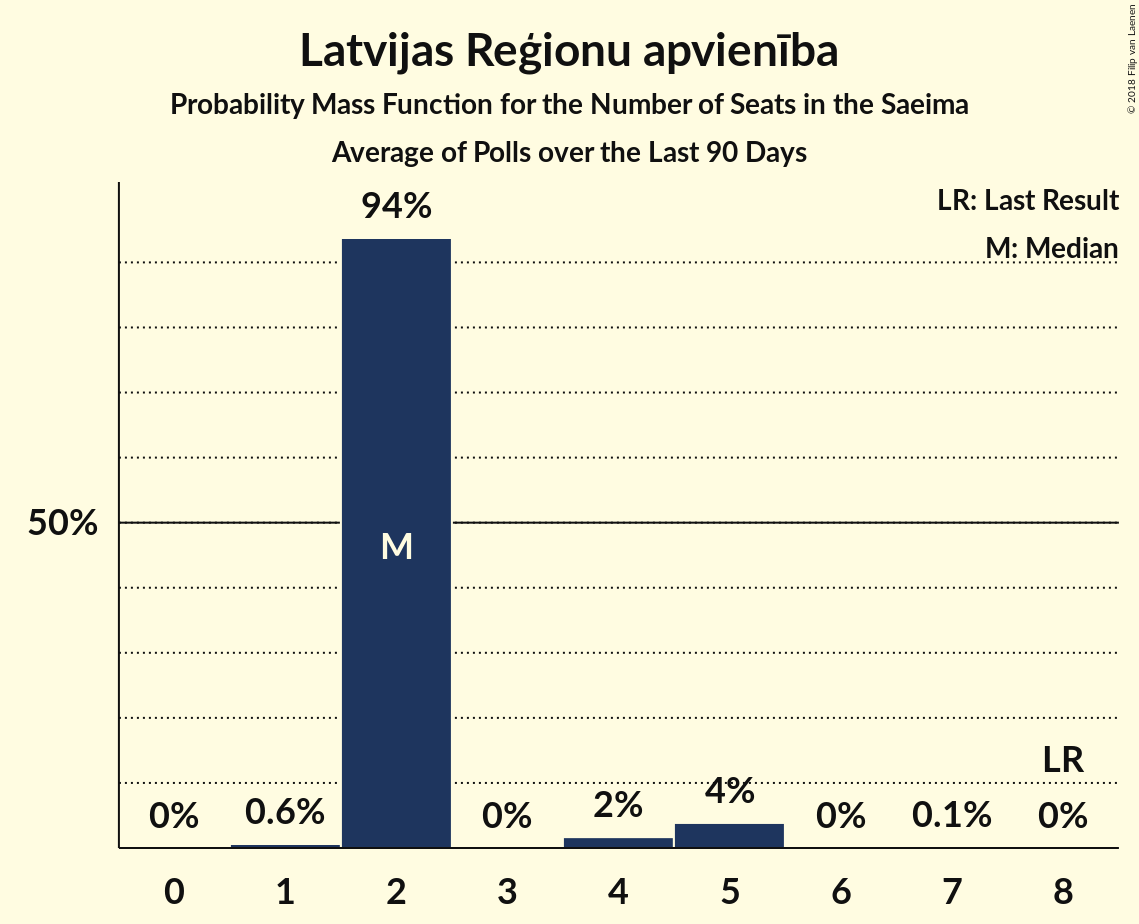 Latvijas Reģionu apvienība
Probability Mass Function for the Number of Seats in the Saeima
Average of Polls over the Last 90 Days
© 2018 Filip van Laenen
LR: Last Result
M: Median
94%
50%
M
LR
0%
0.6%
0%
2%
4%
0%
0.1%
0%
0 1 2 3 4 5 6 7 8